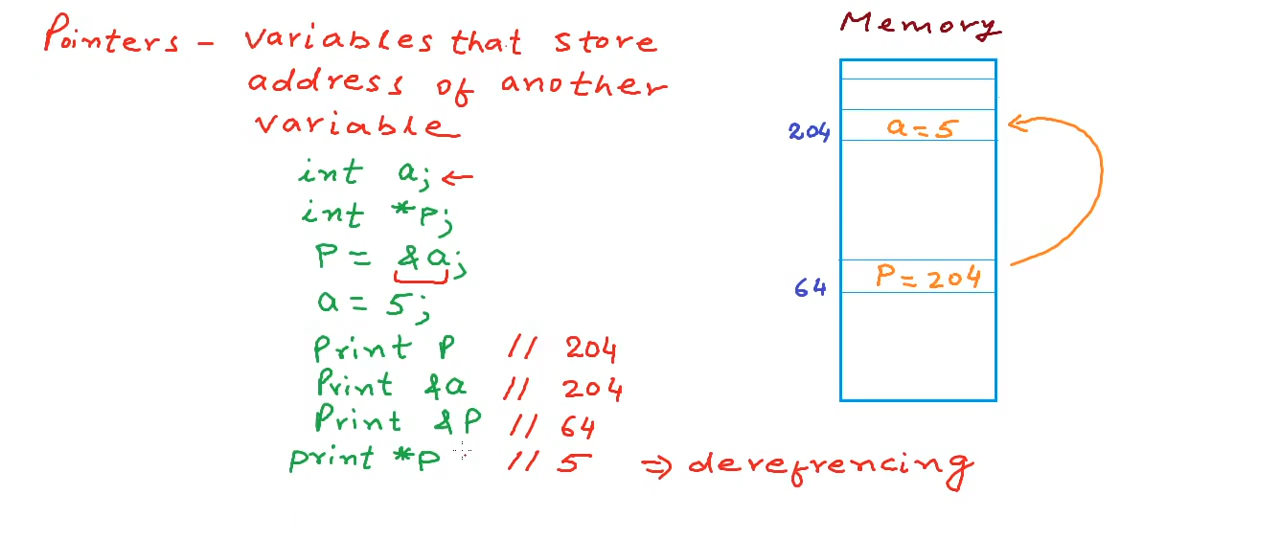 Pointers - variables that store
address of another
variable
int a; ←
int *p;
P = &a;
a = 5;
Print P // 204
Print &a // 204
Print &P // 64
print *p // 5 ⇒ derefrencing
Memory
204 a = 5
64 P = 204